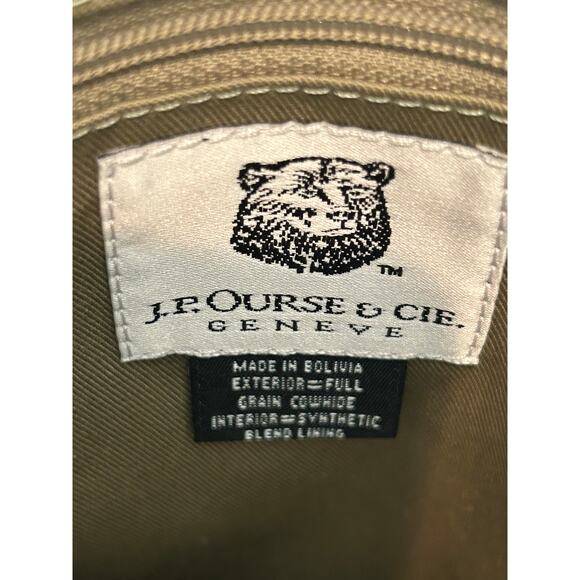 TM
J.P. OURSE & CIE.
GENEVE
MADE IN BOLIVIA
EXTERIOR=FULL
GRAIN COWHIDE
INTERIOR=SYNTHETIC
BLEND LINING